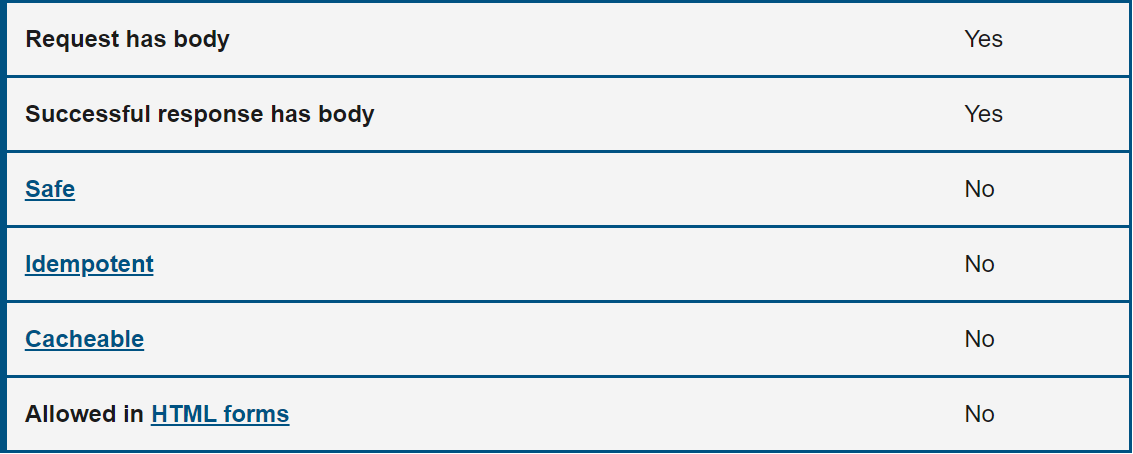 Request has body Yes
Successful response has body Yes
Safe No
Idempotent No
Cacheable No
Allowed in HTML forms No